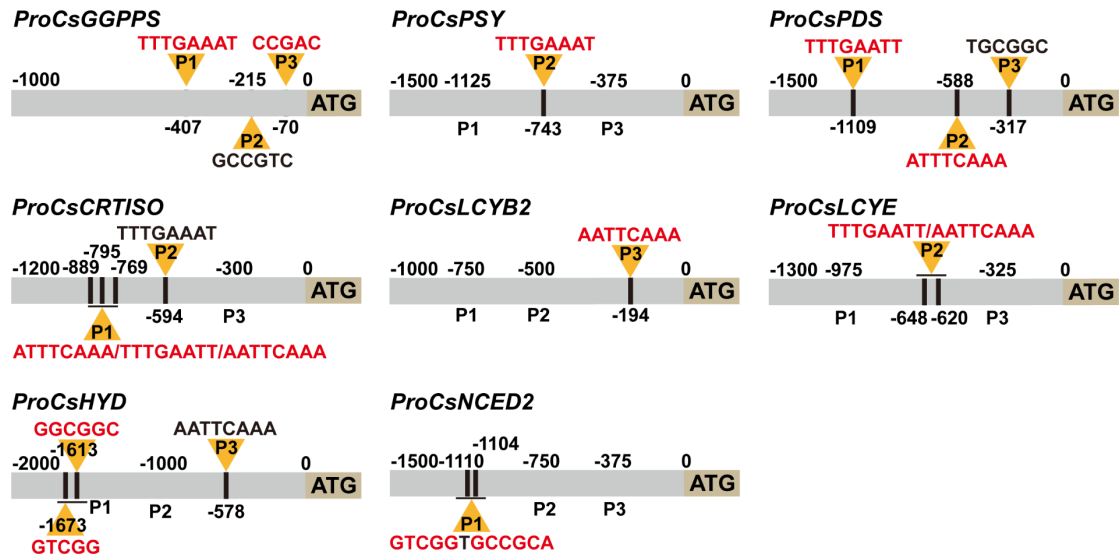 ProCsGGPPS
TTTGAAAT CCGAC
P1 P3
-1000 -215 0
ATG
-407 -70
P2
GCCGTC
ProCsPSY
TTTGAAAT
P2
-1500 -1125 -375 0
ATG
P1 -743 P3
ProCsPDS
TTTGAATT TGCGGC
P1 P3
-1500 -588 0
ATG
-1109 -317
P2
ATTTCAAA
ProCsCRTISO
TTTGAAAT
-795 P2
-1200 -889 -769 -300 0
ATG
-594 P3
P1
ATTTCAAA/TTTGAATT/AATTCAAA
ProCsLCYB2
AATTCAAA
P3
-1000 -750 -500 0
ATG
P1 P2 -194
ProCsLCYE
TTTGAATT/AATTCAAA
P2
-1300 -975 -325 0
ATG
P1 -648 -620 P3
ProCsHYD
GGCGGC AATTCAAA
-1613 P3
-2000 -1000 0
ATG
P1 P2 -578
-1673
GTCGG
ProCsNCED2
-1104
-1500 -1110 -750 -375 0
ATG
P2 P3
P1
GTCGGTGCCGCA